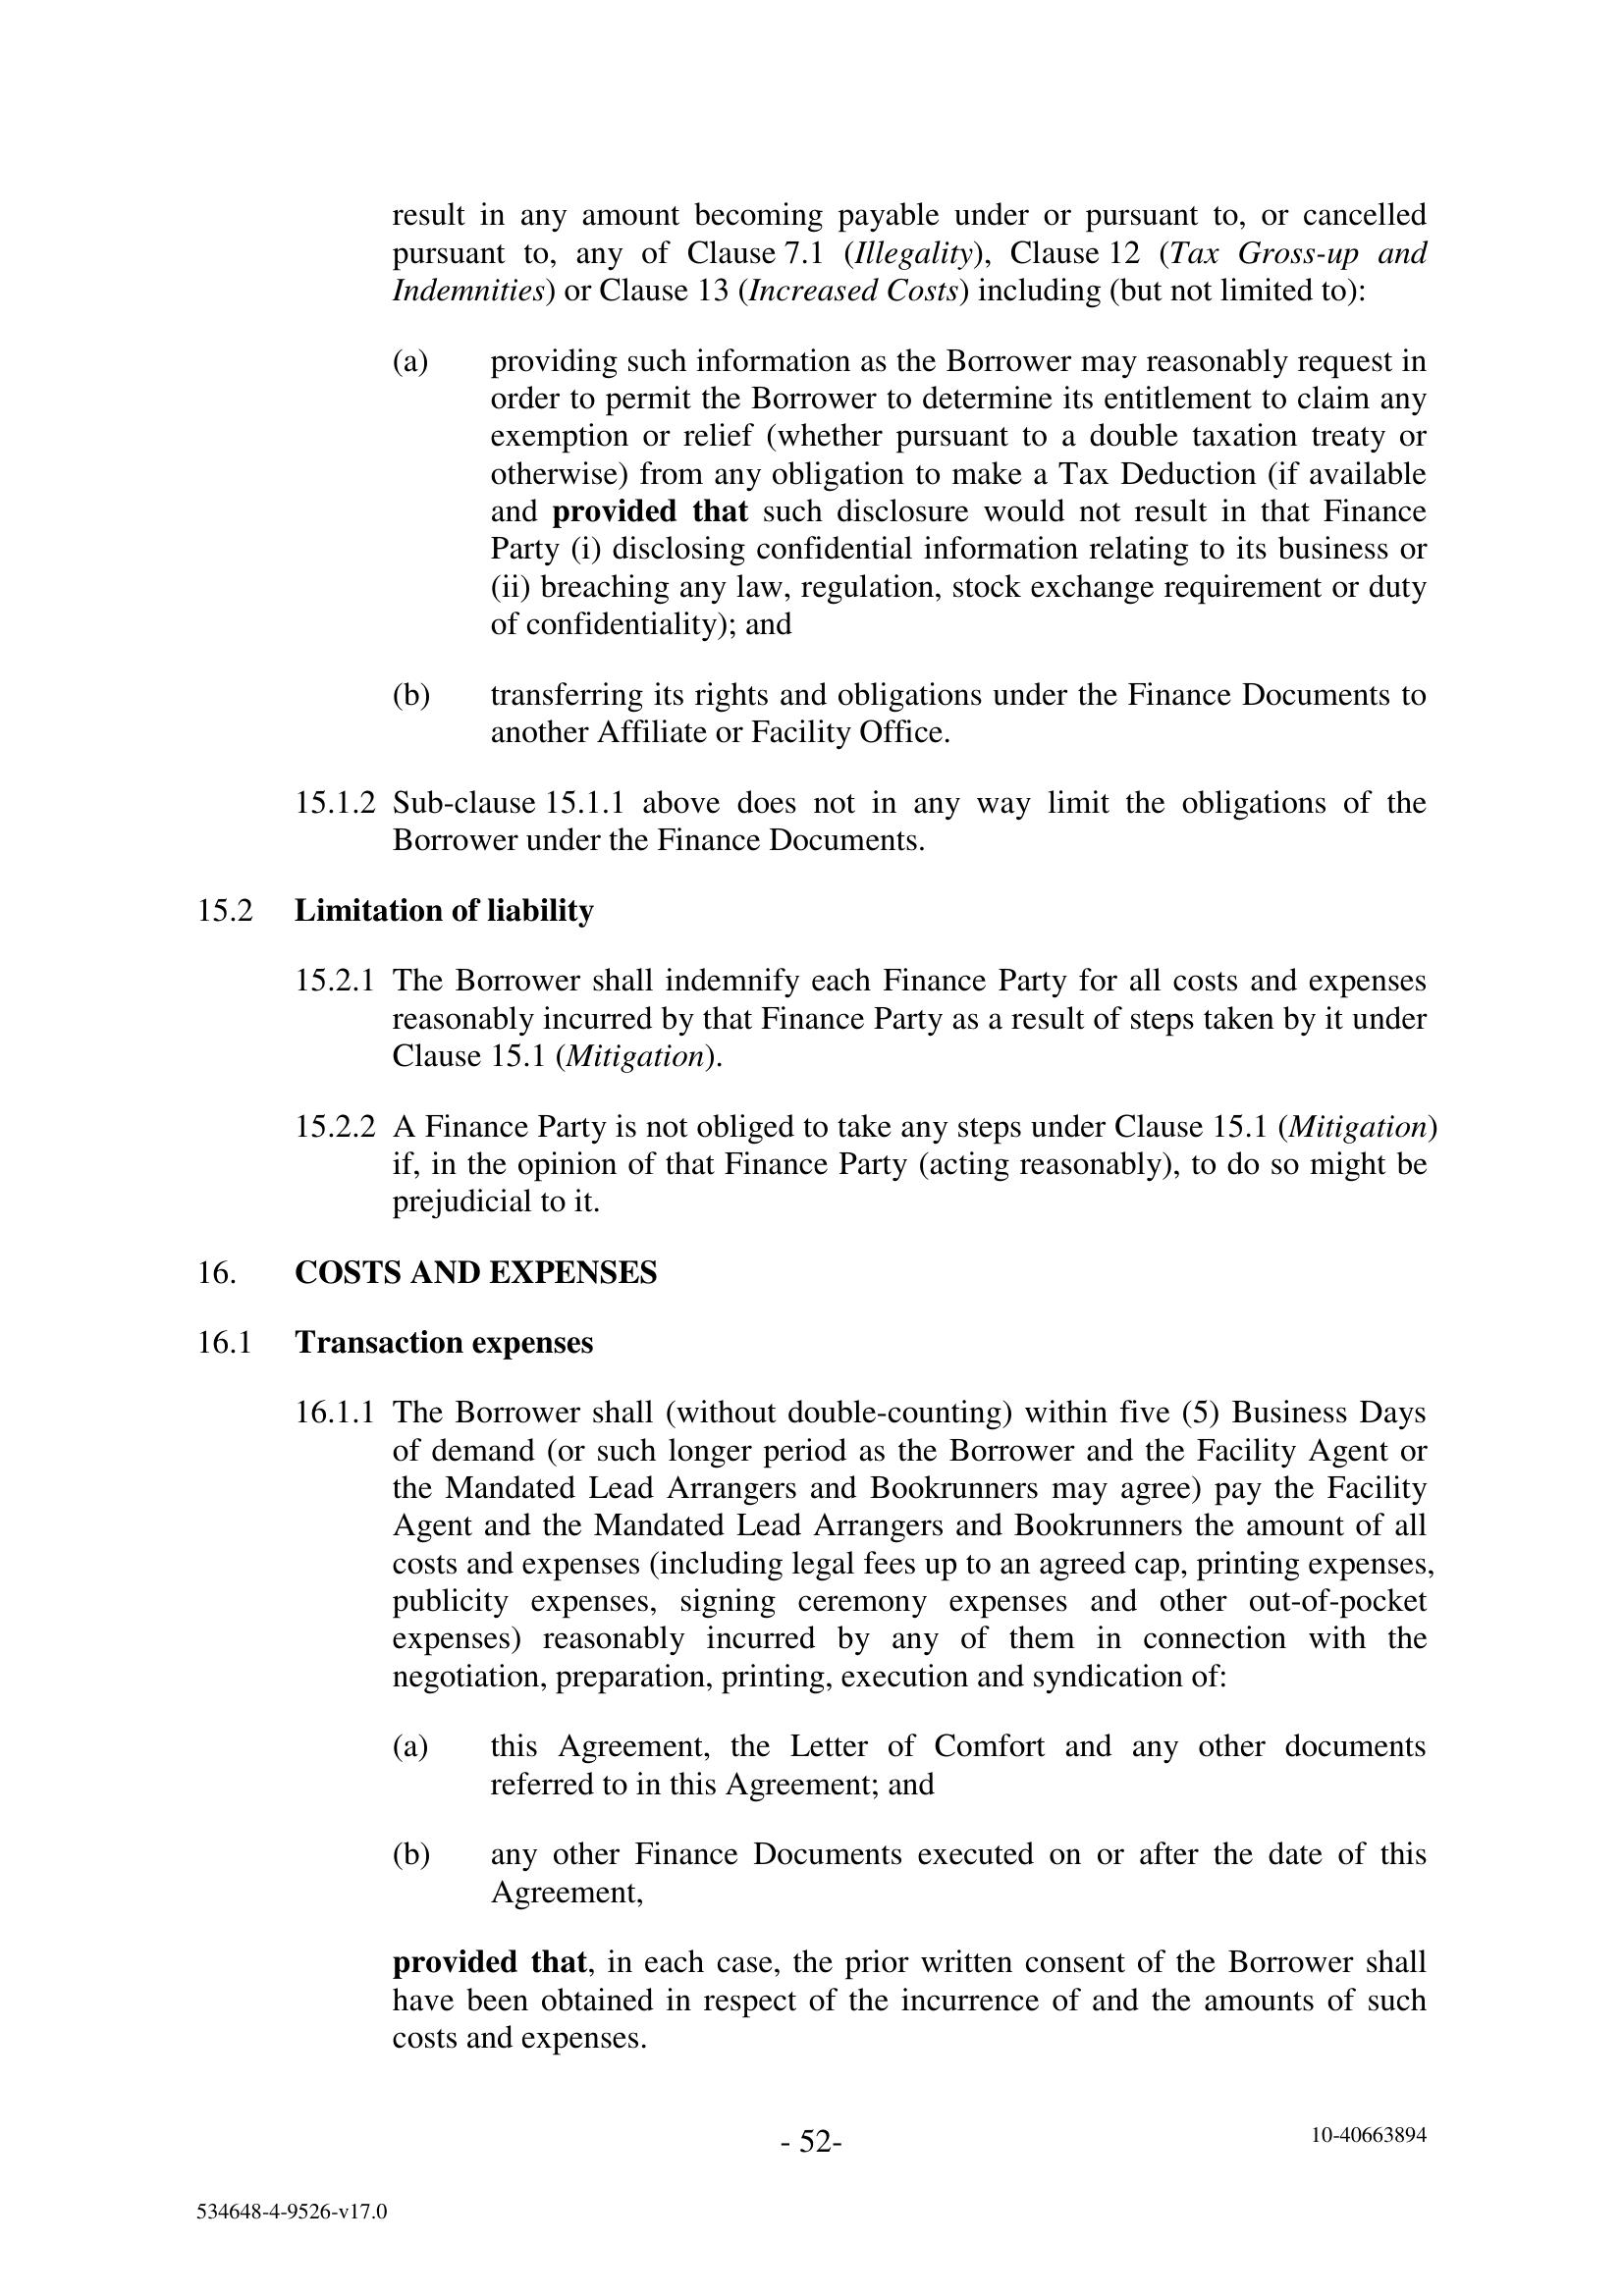 result in any amount becoming payable under or pursuant to, or cancelled
pursuant to, any of Clause 7.1 (Illegality), Clause 12 (Tax Gross-up and
Indemnities) or Clause 13 (Increased Costs) including (but not limited to):
(a) providing such information as the Borrower may reasonably request in
order to permit the Borrower to determine its entitlement to claim any
exemption or relief (whether pursuant to a double taxation treaty or
otherwise) from any obligation to make a Tax Deduction (if available
and provided that such disclosure would not result in that Finance
Party (i) disclosing confidential information relating to its business or
(ii) breaching any law, regulation, stock exchange requirement or duty
of confidentiality); and
(b) transferring its rights and obligations under the Finance Documents to
another Affiliate or Facility Office.
15.1.2 Sub-clause 15.1.1 above does not in any way limit the obligations of the
Borrower under the Finance Documents.
15.2 Limitation of liability
15.2.1 The Borrower shall indemnify each Finance Party for all costs and expenses
reasonably incurred by that Finance Party as a result of steps taken by it under
Clause 15.1 (Mitigation).
15.2.2 A Finance Party is not obliged to take any steps under Clause 15.1 (Mitigation)
if, in the opinion of that Finance Party (acting reasonably), to do so might be
prejudicial to it.
16. COSTS AND EXPENSES
16.1 Transaction expenses
16.1.1 The Borrower shall (without double-counting) within five (5) Business Days
of demand (or such longer period as the Borrower and the Facility Agent or
the Mandated Lead Arrangers and Bookrunners may agree) pay the Facility
Agent and the Mandated Lead Arrangers and Bookrunners the amount of all
costs and expenses (including legal fees up to an agreed cap, printing expenses,
publicity expenses, signing ceremony expenses and other out-of-pocket
expenses) reasonably incurred by any of them in connection with the
negotiation, preparation, printing, execution and syndication of:
(a) this Agreement, the Letter of Comfort and any other documents
referred to in this Agreement; and
(b) any other Finance Documents executed on or after the date of this
Agreement,
provided that, in each case, the prior written consent of the Borrower shall
have been obtained in respect of the incurrence of and the amounts of such
costs and expenses.
- 52-
10-40663894
534648-4-9526-v17.0